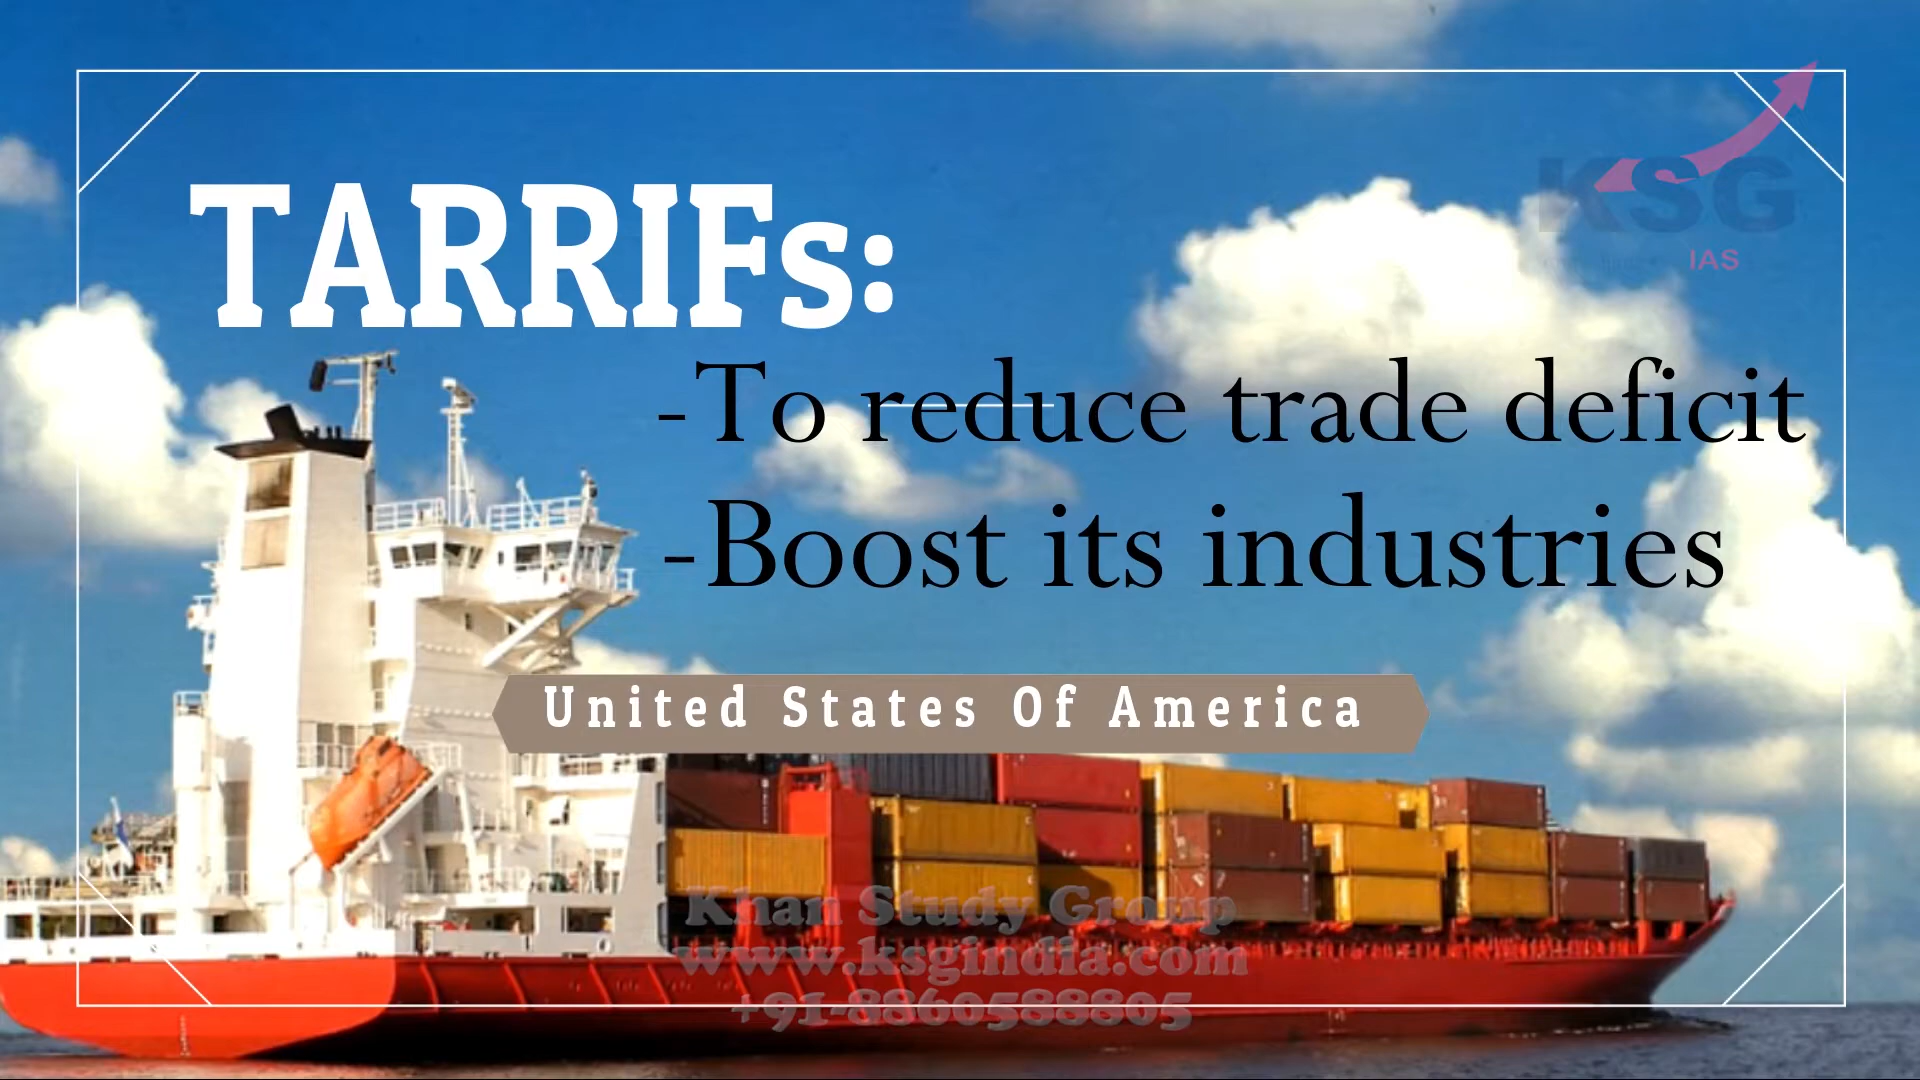 TARRIFs:
KSG
IAS
-To reduce trade deficit
-Boost its industries
United States Of America
Khan Study Group
www.ksgindia.com
+91-8860588805